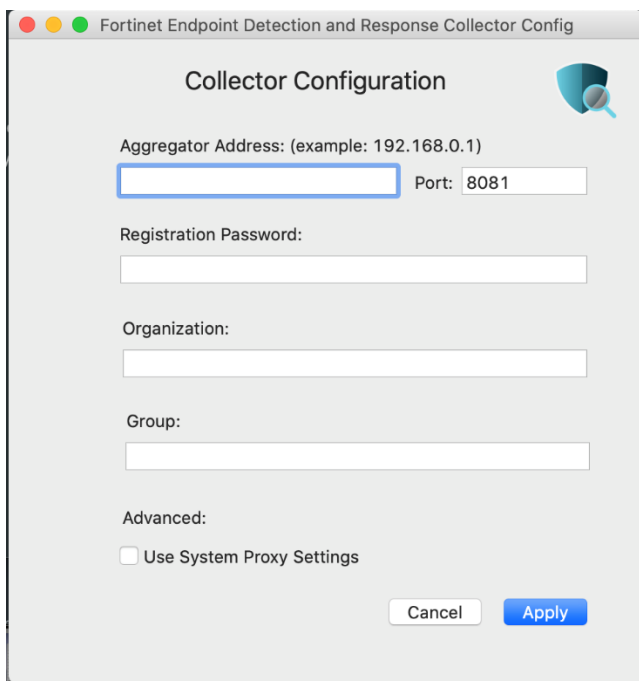 Fortinet Endpoint Detection and Response Collector Config
Collector Configuration
Aggregator Address: (example: 192.168.0.1)
Port: 8081
Registration Password:
Organization:
Group:
Advanced:
Use System Proxy Settings
Cancel Apply